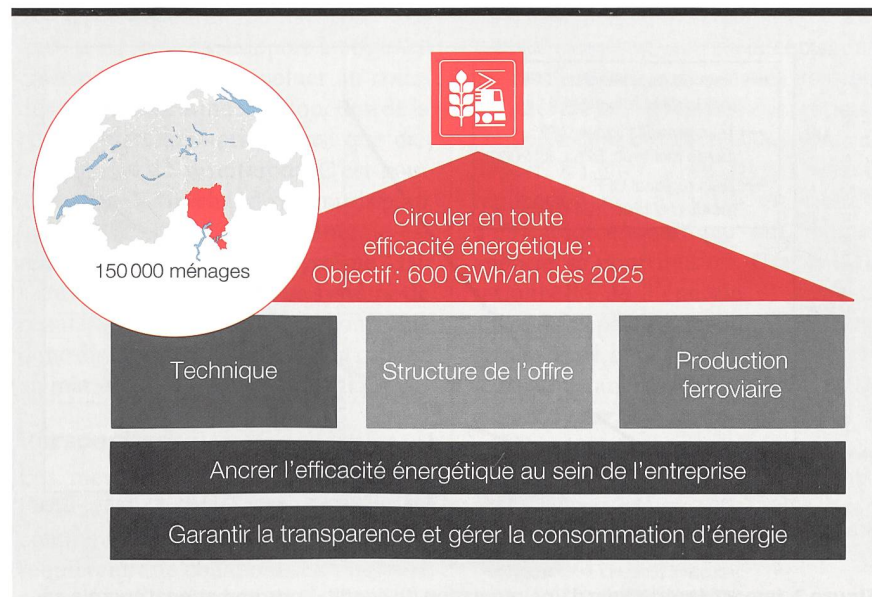 150 000 ménages
Circuler en toute
efficacité énergétique :
Objectif : 600 GWh/an dès 2025
Technique
Structure de l'offre
Production
ferroviaire
Ancrer l'efficacité énergétique au sein de l'entreprise
Garantir la transparence et gérer la consommation d'énergie